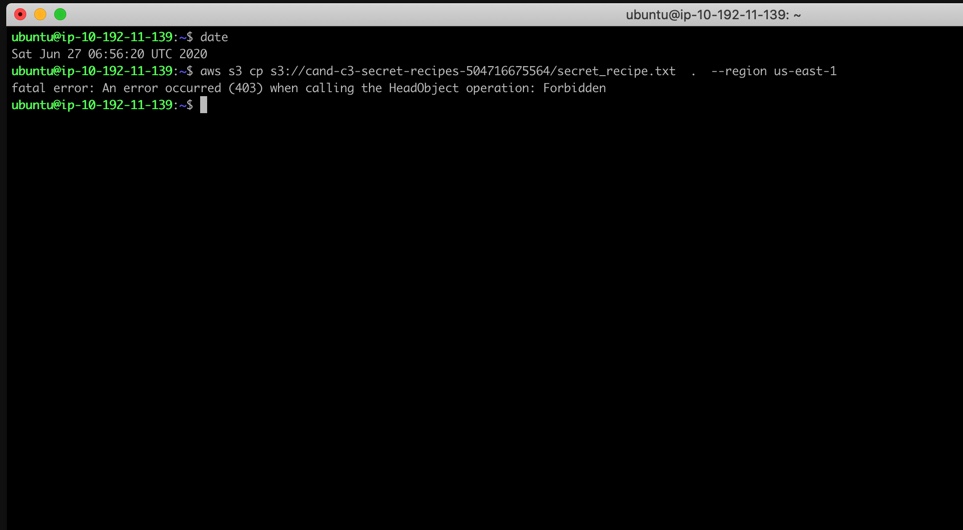 ubuntu@ip-10-192-11-139: ~
ubuntu@ip-10-192-11-139:~$ date
Sat Jun 27 06:56:20 UTC 2020
ubuntu@ip-10-192-11-139:~$ aws s3 cp s3://cand-c3-secret-recipes-504716675564/secret_recipe.txt  .  --region us-east-1
fatal error: An error occurred (403) when calling the HeadObject operation: Forbidden
ubuntu@ip-10-192-11-139:~$